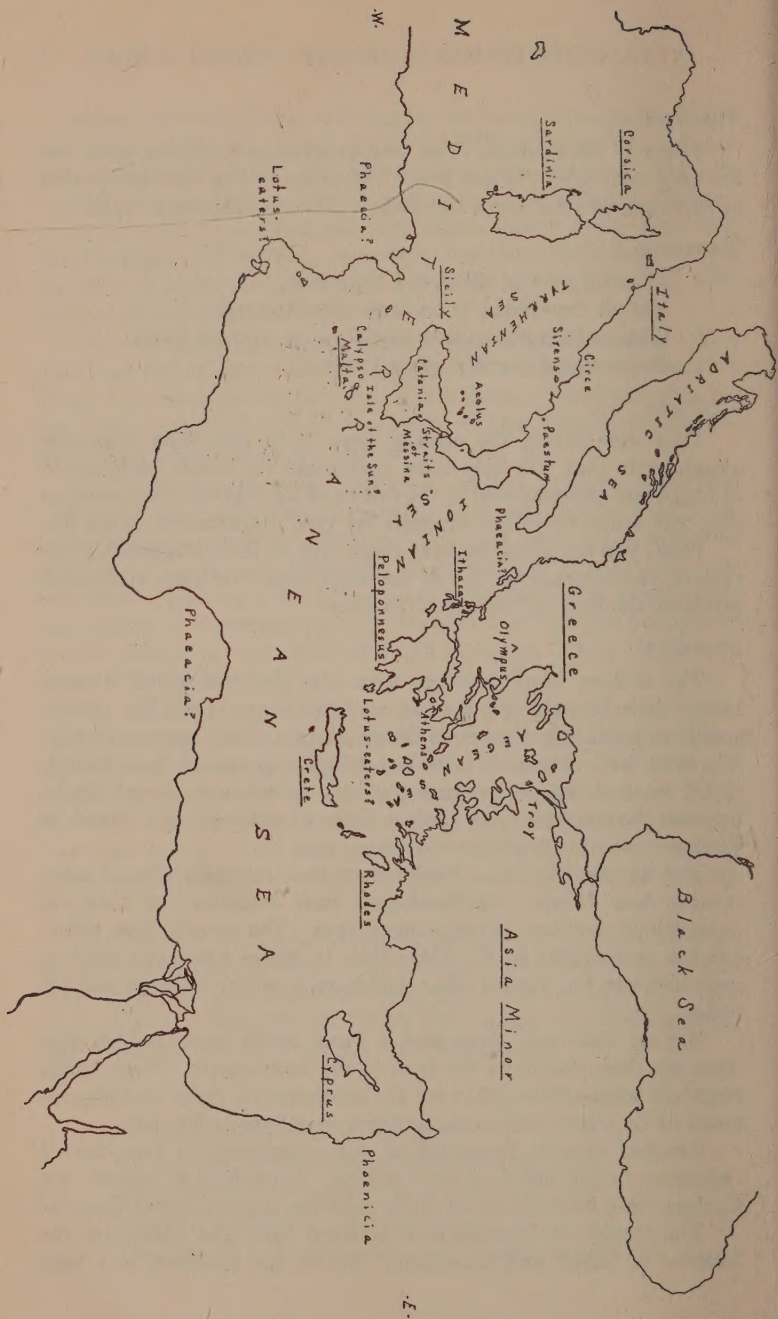 ·W·
·E·
MEDITERRANEAN SEA
Corsica
Sardinia
Italy
ADRIATIC SEA
TYRHENIAN SEA
Circe
Sirens
Paestum
Aeolus
Sicily
Catania
Straits of Messina
Isle of the Sun?
Calypso
Malta
Phaeacia?
Lotus-
eaters?
IONIAN SEA
Phaeacia?
Ithaca
Peloponnesus
Greece
Olympus
Athens
AEGEAN SEA
Troy
Lotus-eaters?
Crete
Rhodes
Phaeacia?
Black Sea
Asia Minor
Cyprus
Phoenicia